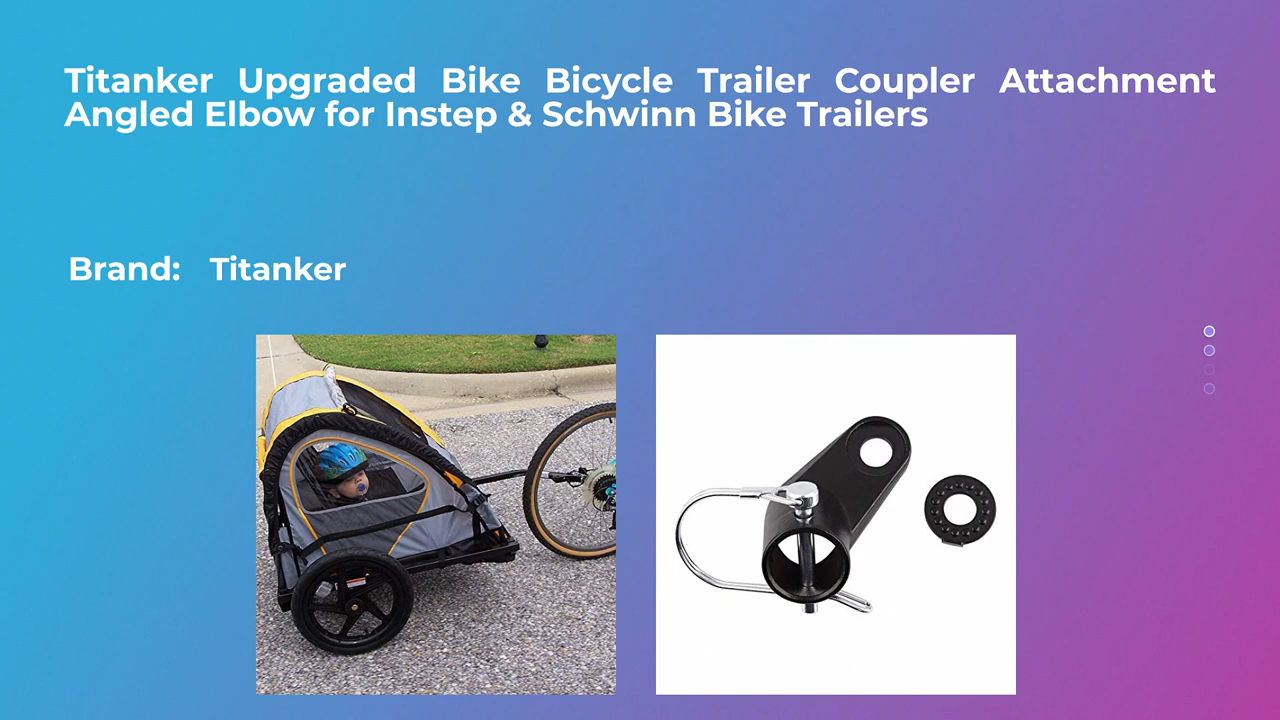 Titanker Upgraded Bike Bicycle Trailer Coupler Attachment
Angled Elbow for Instep & Schwinn Bike Trailers
Brand: Titanker